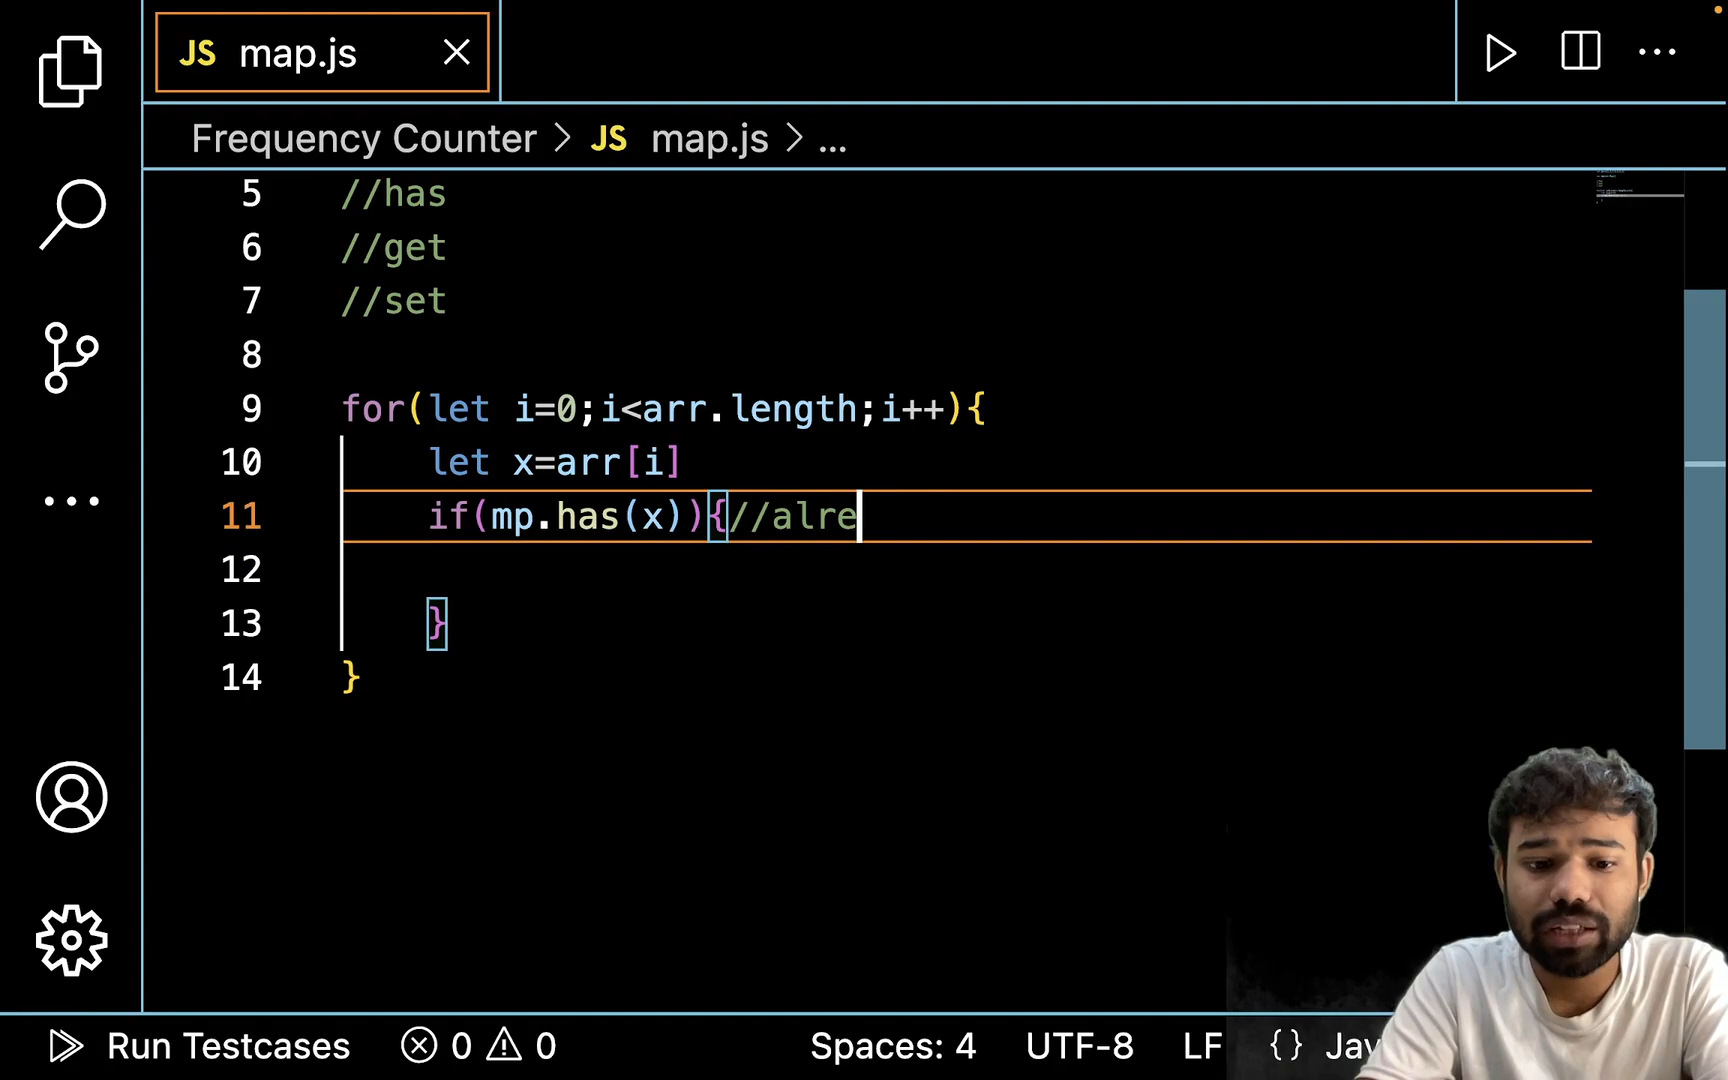 JS map.js
Frequency Counter > JS map.js > ...
5 //has
6 //get
7 //set
8
9 for(let i=0;i<arr.length;i++){
10 let x=arr[i]
11 if(mp.has(x)){//alre
12
13 }
14 }
Run Testcases 0 0 Spaces: 4 UTF-8 LF {} Jav